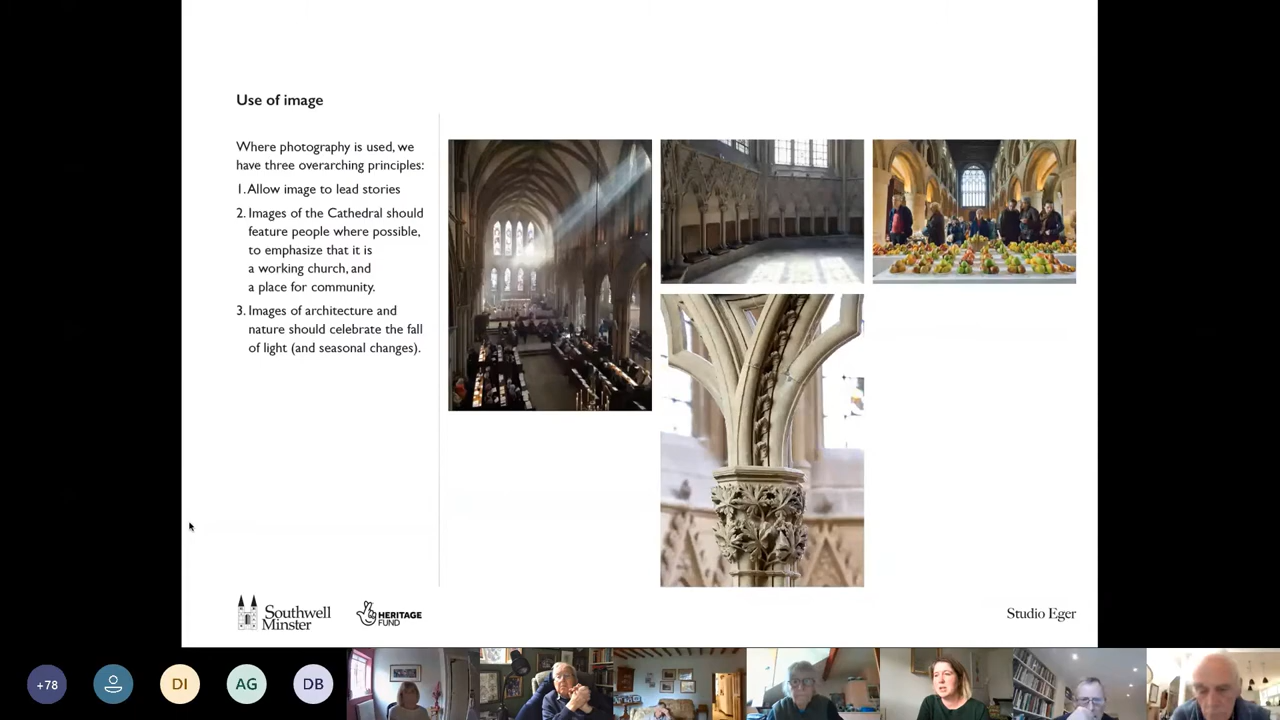 Use of image
Where photography is used, we
have three overarching principles:
1. Allow image to lead stories
2. Images of the Cathedral should
feature people where possible,
to emphasize that it is
a working church, and
a place for community.
3. Images of architecture and
nature should celebrate the fall
of light (and seasonal changes).
Southwell
Minster
HERITAGE
FUND
Studio Eger
+78
DI
AG
DB